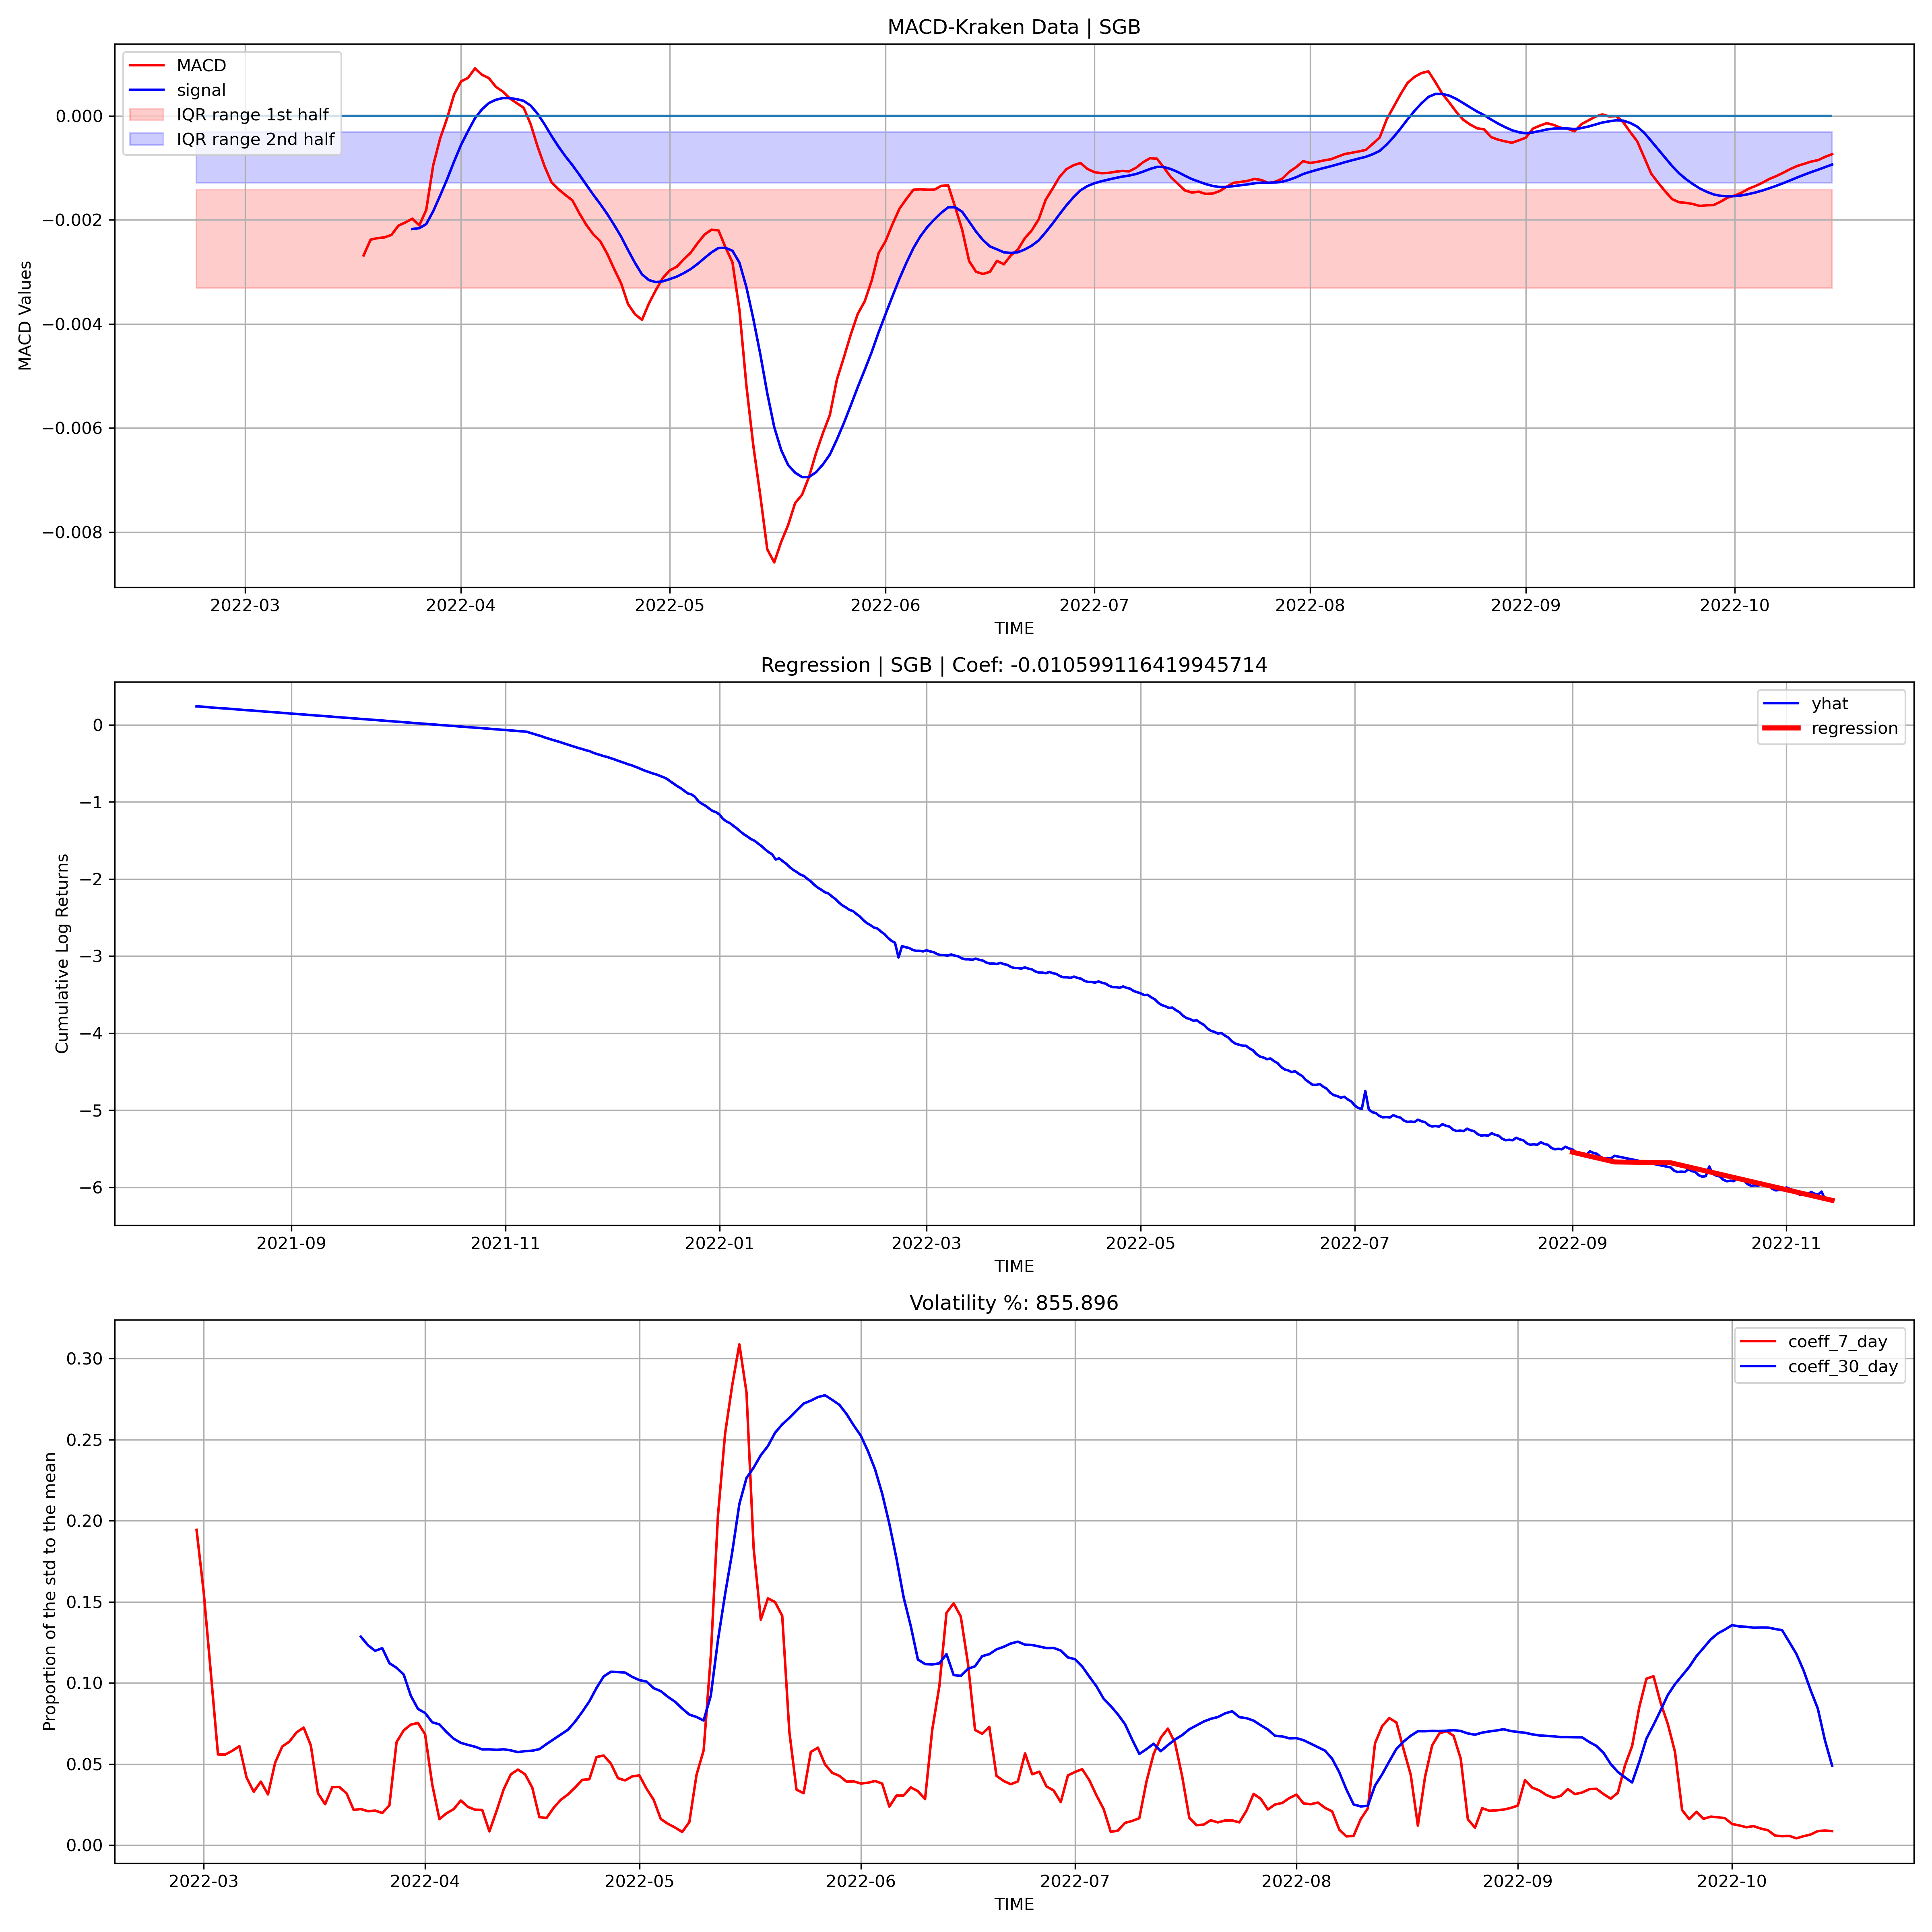 MACD-Kraken Data | SGB
MACD
signal
IQR range 1st half
IQR range 2nd half
0.000
−0.002
−0.004
−0.006
−0.008
MACD Values
2022-03 2022-04 2022-05 2022-06 2022-07 2022-08 2022-09 2022-10
TIME
Regression | SGB | Coef: -0.010599116419945714
yhat
regression
0
−1
−2
−3
−4
−5
−6
Cumulative Log Returns
2021-09 2021-11 2022-01 2022-03 2022-05 2022-07 2022-09 2022-11
TIME
Volatility %: 855.896
coeff_7_day
coeff_30_day
0.30
0.25
0.20
0.15
0.10
0.05
0.00
Proportion of the std to the mean
2022-03 2022-04 2022-05 2022-06 2022-07 2022-08 2022-09 2022-10
TIME